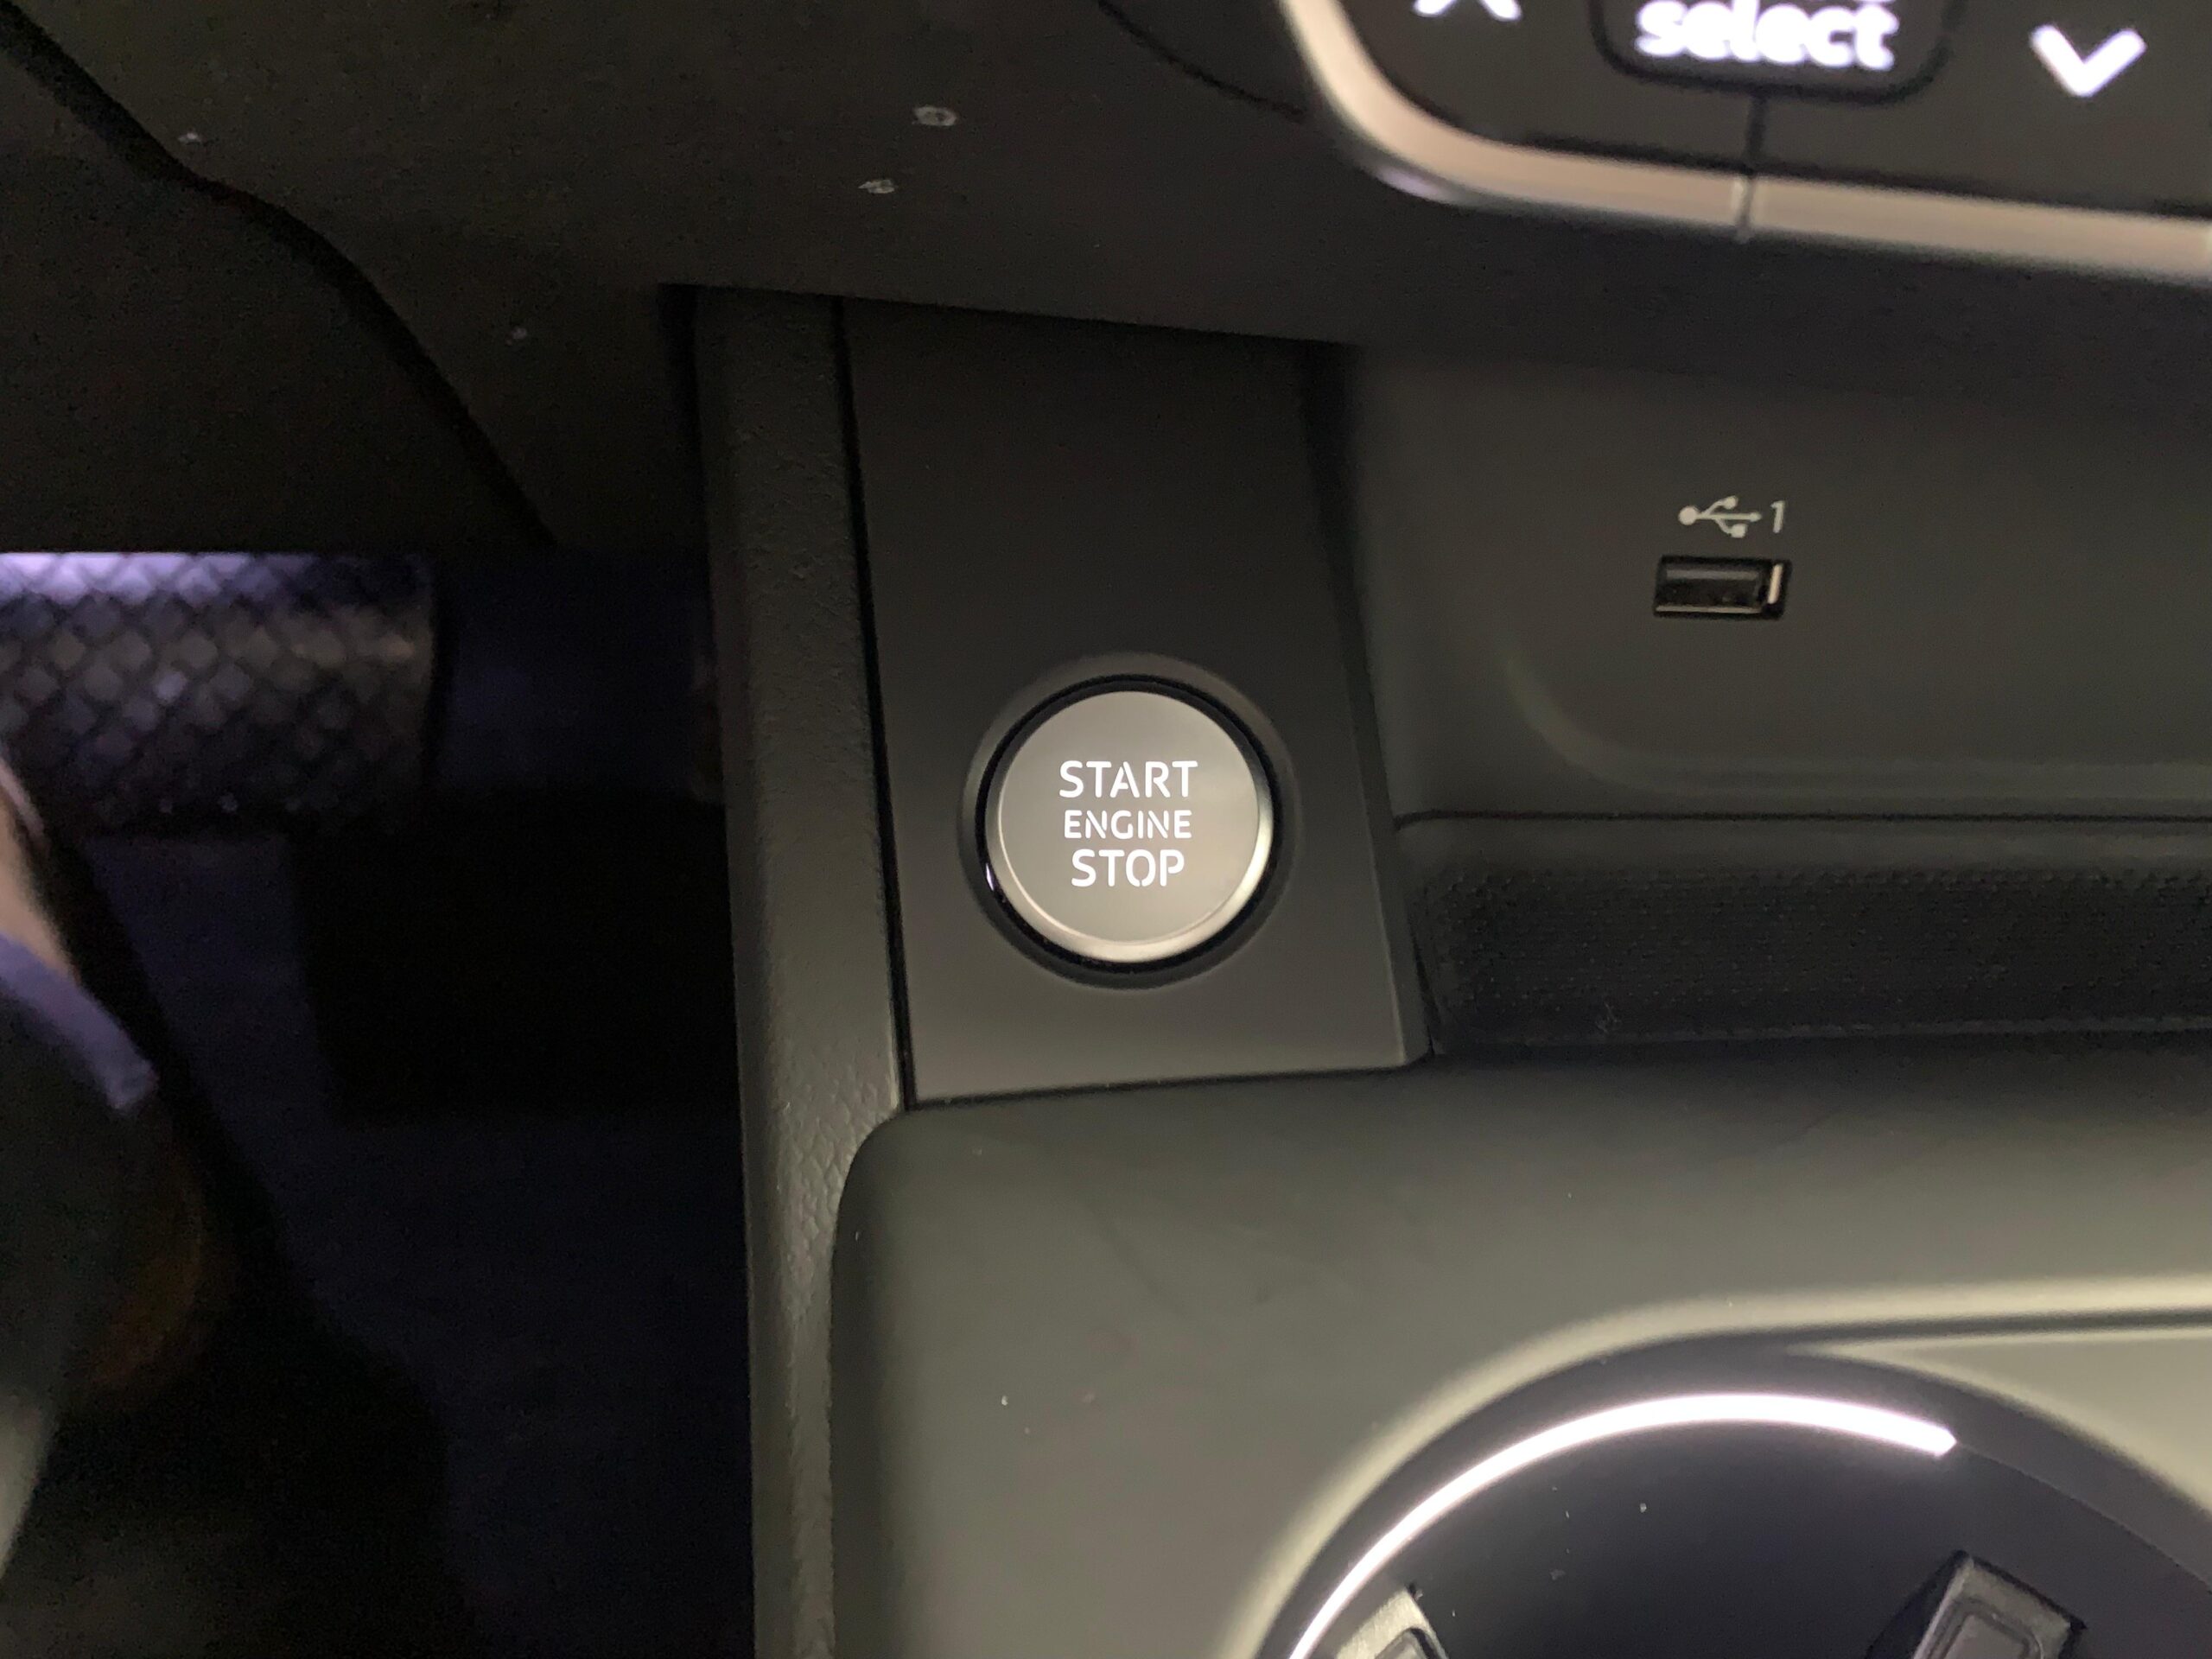 select
1
START
ENGINE
STOP